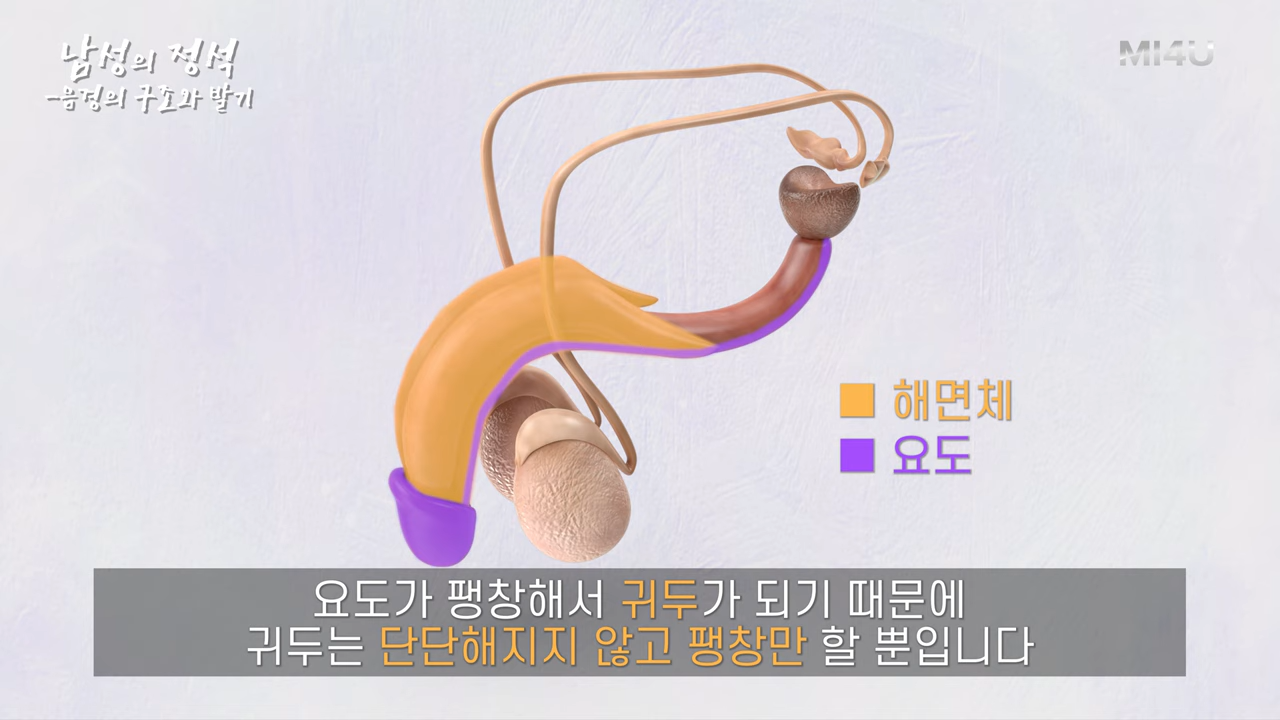 남성의 정석
-음경의 구조와 발기
MI4U
해면체
요도
요도가 팽창해서 귀두가 되기 때문에
귀두는 단단해지지 않고 팽창만 할 뿐입니다